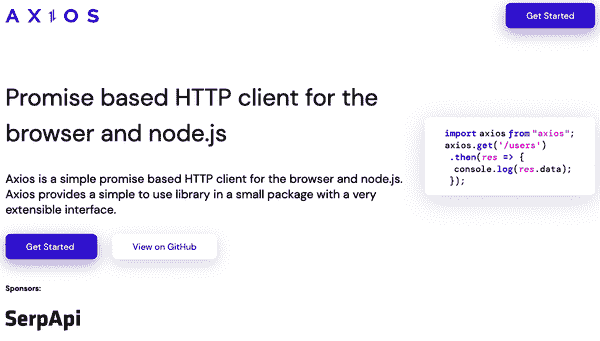 AXIOS
Get Started
Promise based HTTP client for the
browser and node.js
import axios from "axios";
axios.get('/users')
.then(res => {
console.log(res.data);
});
Axios is a simple promise based HTTP client for the browser and node.js.
Axios provides a simple to use library in a small package with a very
extensible interface.
Get Started
View on GitHub
Sponsors:
SerpApi